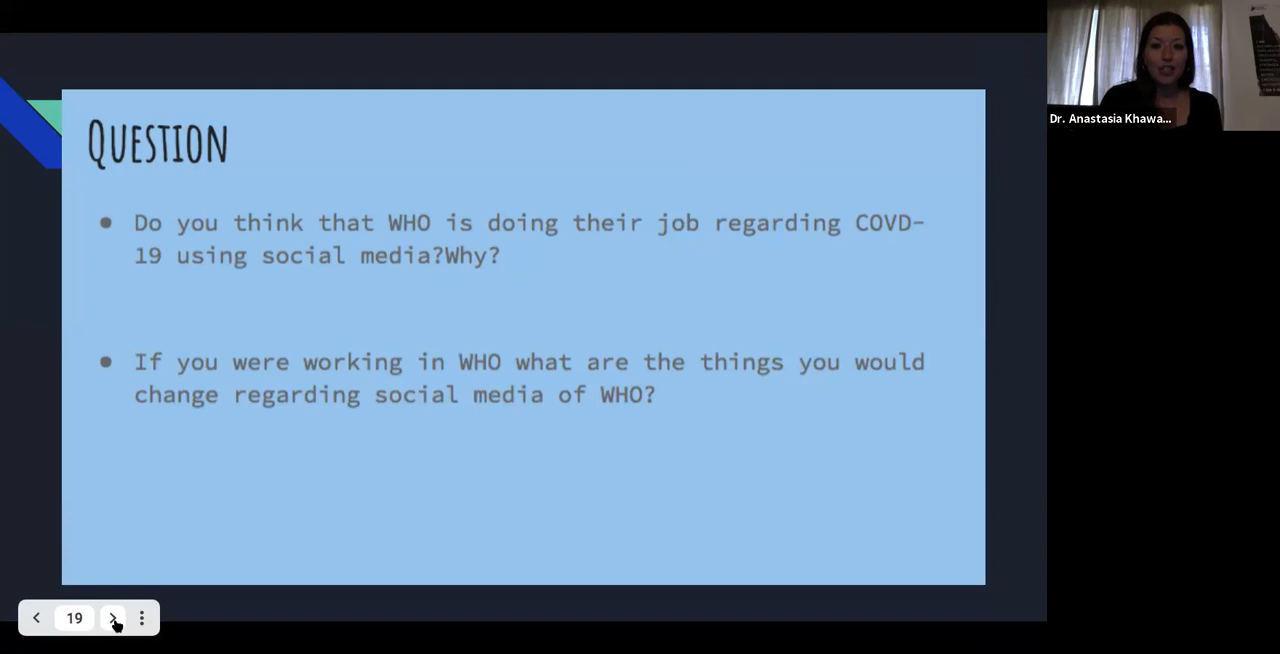 QUESTION
● Do you think that WHO is doing their job regarding COVD-
19 using social media?Why?
● If you were working in WHO what are the things you would
change regarding social media of WHO?
19
Dr. Anastasia Khawa...